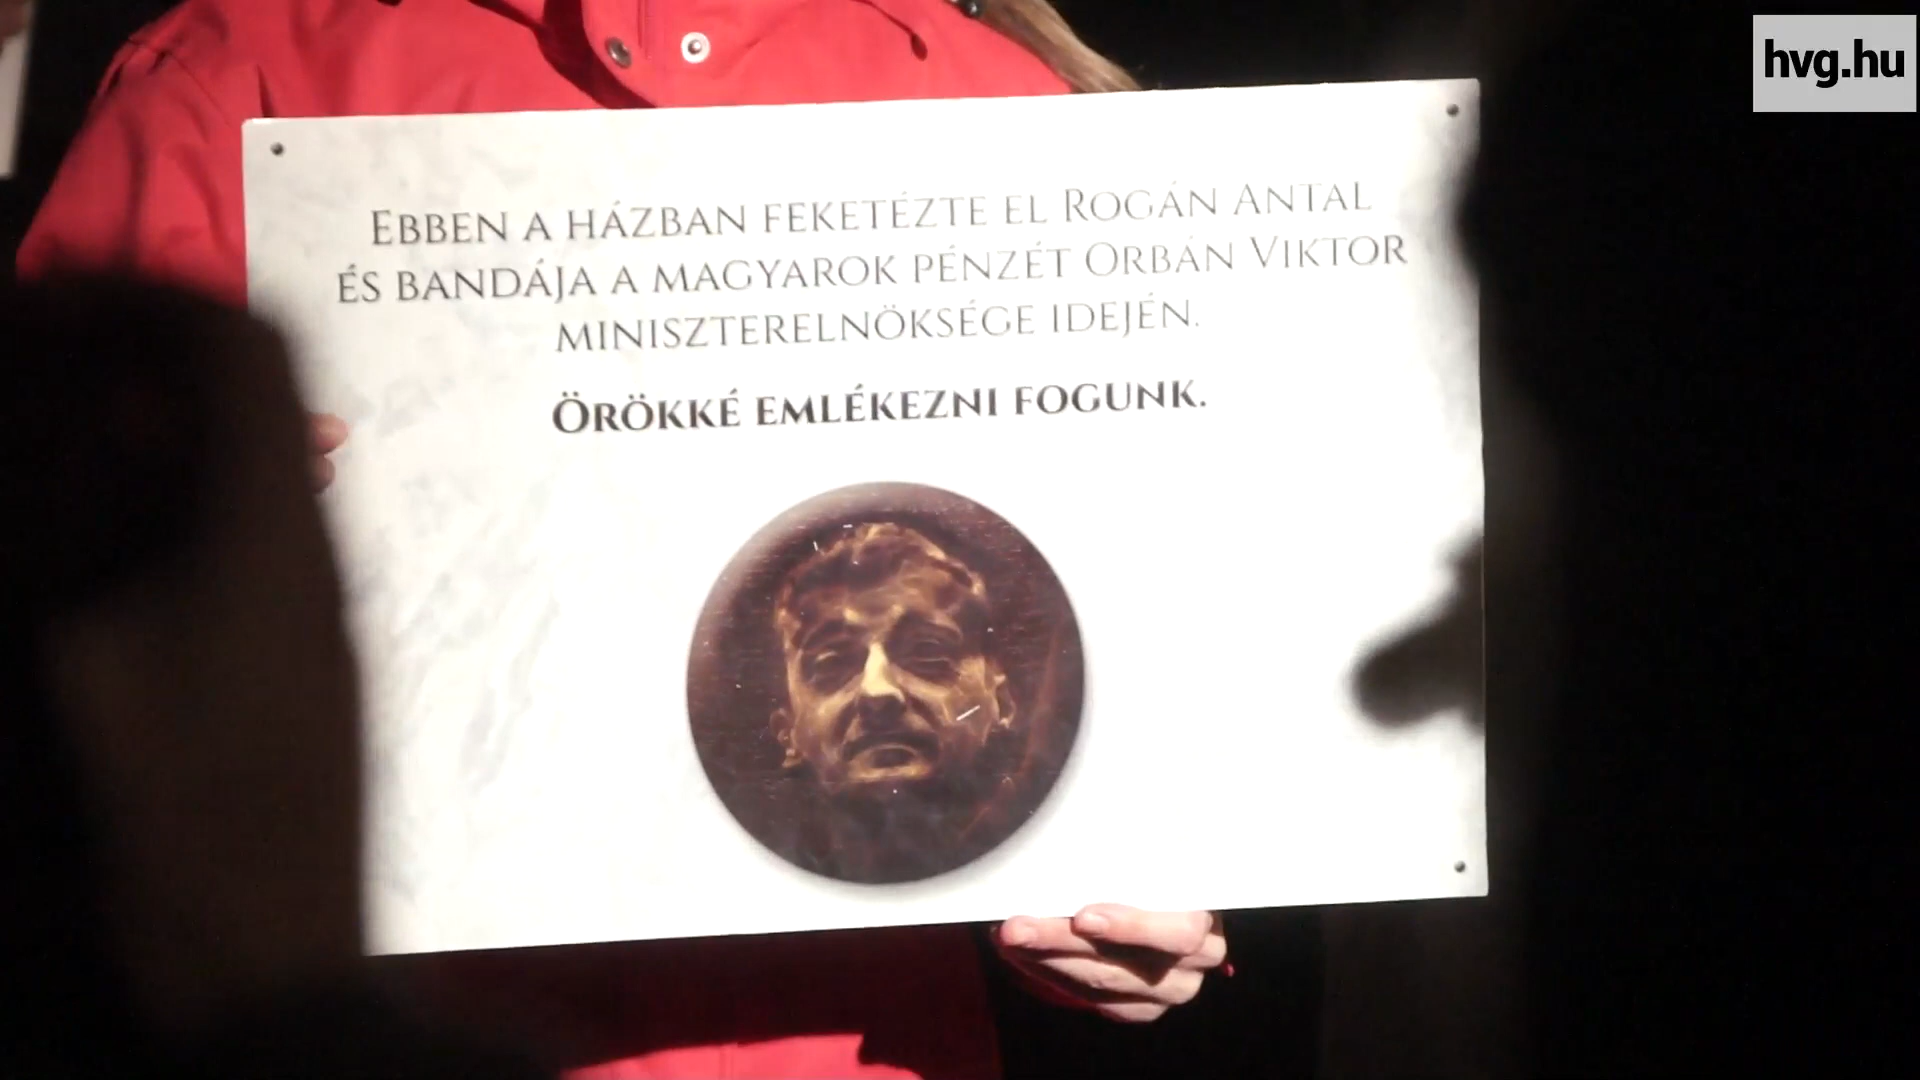 hvg.hu
EBBEN A HÁZBAN FEKETÉZTE EL ROGÁN ANTAL
ÉS BANDÁJA A MAGYAROK PÉNZÉT ORBÁN VIKTOR
MINISZTERELNÖKSÉGE IDEJÉN.
ÖRÖKKÉ EMLÉKEZNI FOGUNK.